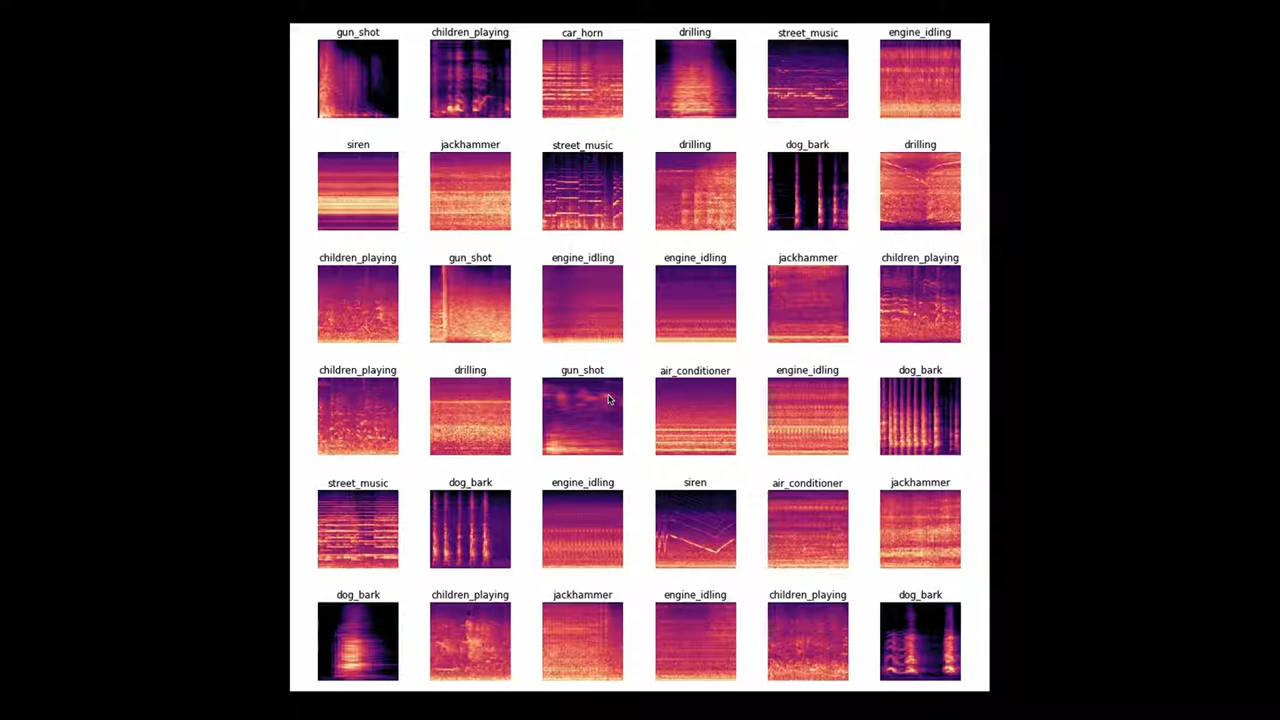 gun_shot children_playing car_horn drilling street_music engine_idling
siren jackhammer street_music drilling dog_bark drilling
children_playing gun_shot engine_idling engine_idling jackhammer children_playing
children_playing drilling gun_shot air_conditioner engine_idling dog_bark
street_music dog_bark engine_idling siren air_conditioner jackhammer
dog_bark children_playing jackhammer engine_idling children_playing dog_bark